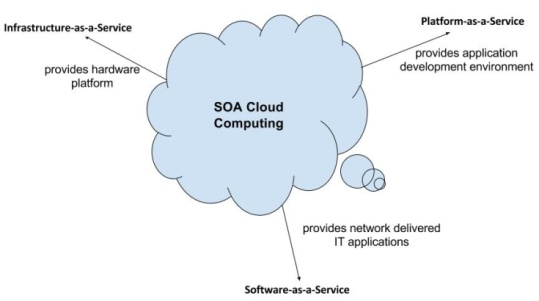 Infrastructure-as-a-Service
Platform-as-a-Service
provides hardware
platform
provides application
development environment
SOA Cloud
Computing
provides network delivered
IT applications
Software-as-a-Service